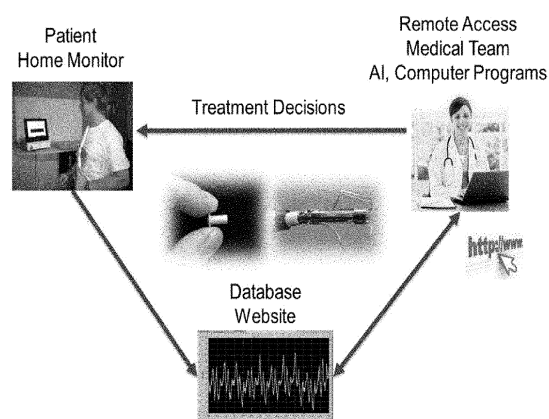 Patient
Home Monitor
Remote Access
Medical Team
AI, Computer Programs
Treatment Decisions
http://www
Database
Website